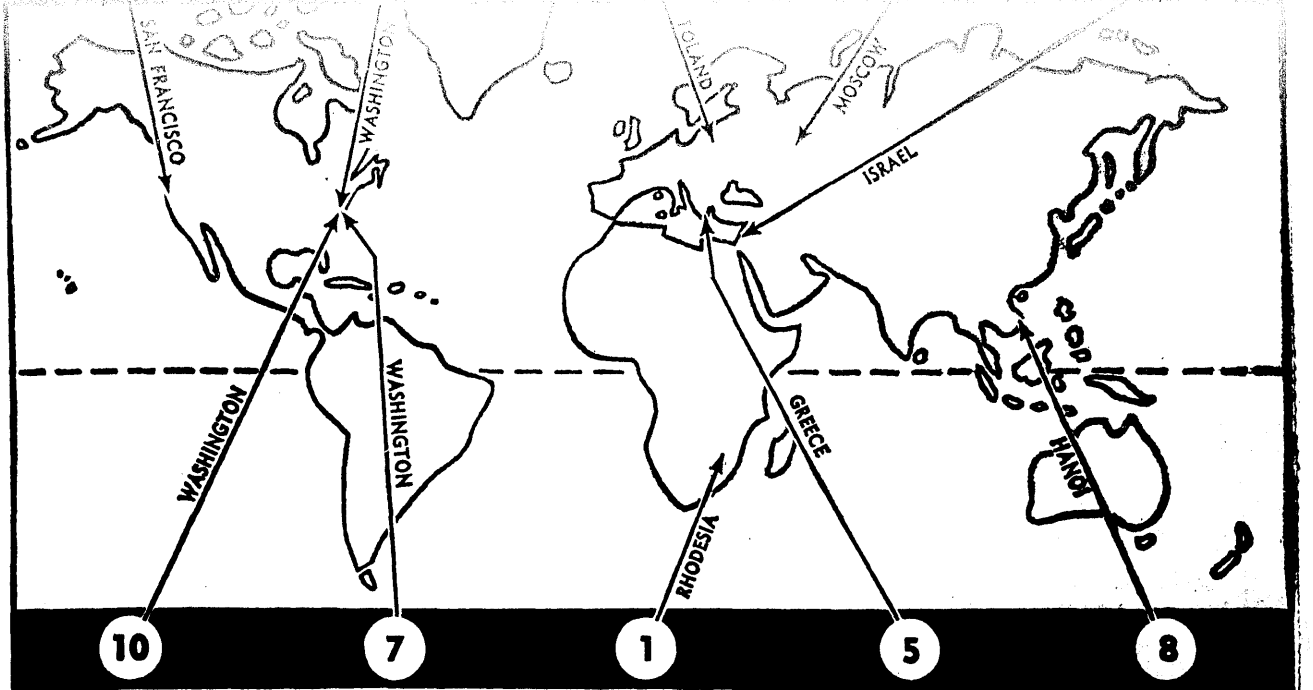 SAN FRANCISCO
WASHINGTON
POLAND
MOSCOW
ISRAEL
WASHINGTON
WASHINGTON
GREECE
HANOI
RHODESIA
10
7
1
5
8